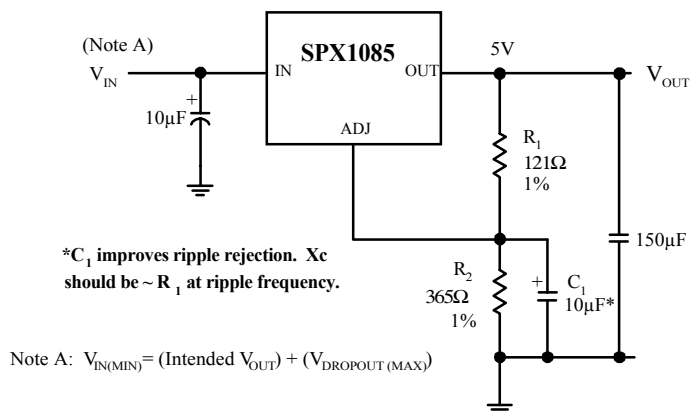 (Note A)
V_IN
+
10µF
SPX1085
IN
OUT
ADJ
5V
V_OUT
R_1
121Ω
1%
150µF
*C_1 improves ripple rejection. Xc
should be ~ R_1 at ripple frequency.
R_2
365Ω
1%
+
C_1
10µF*
Note A: V_IN(MIN)= (Intended V_OUT) + (V_DROPOUT (MAX))